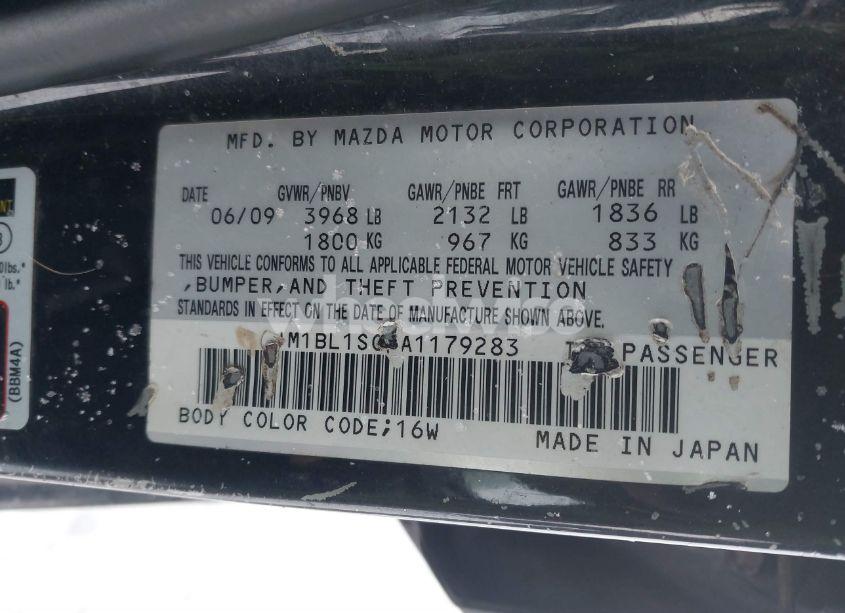 MFD. BY MAZDA MOTOR CORPORATION
DATE GVWR/PNBV GAWR/PNBE FRT GAWR/PNBE RR
06/09 3968 LB 2132 LB 1836 LB
1800 KG 967 KG 833 KG
THIS VEHICLE CONFORMS TO ALL APPLICABLE FEDERAL MOTOR VEHICLE SAFETY
,BUMPER,AND THEFT PREVENTION
STANDARDS IN EFFECT ON THE DATE OF MANUFACTURE SHOWN ABOVE.
PASSENGER
BODY COLOR CODE;16W
MADE IN JAPAN
(BBM4A)